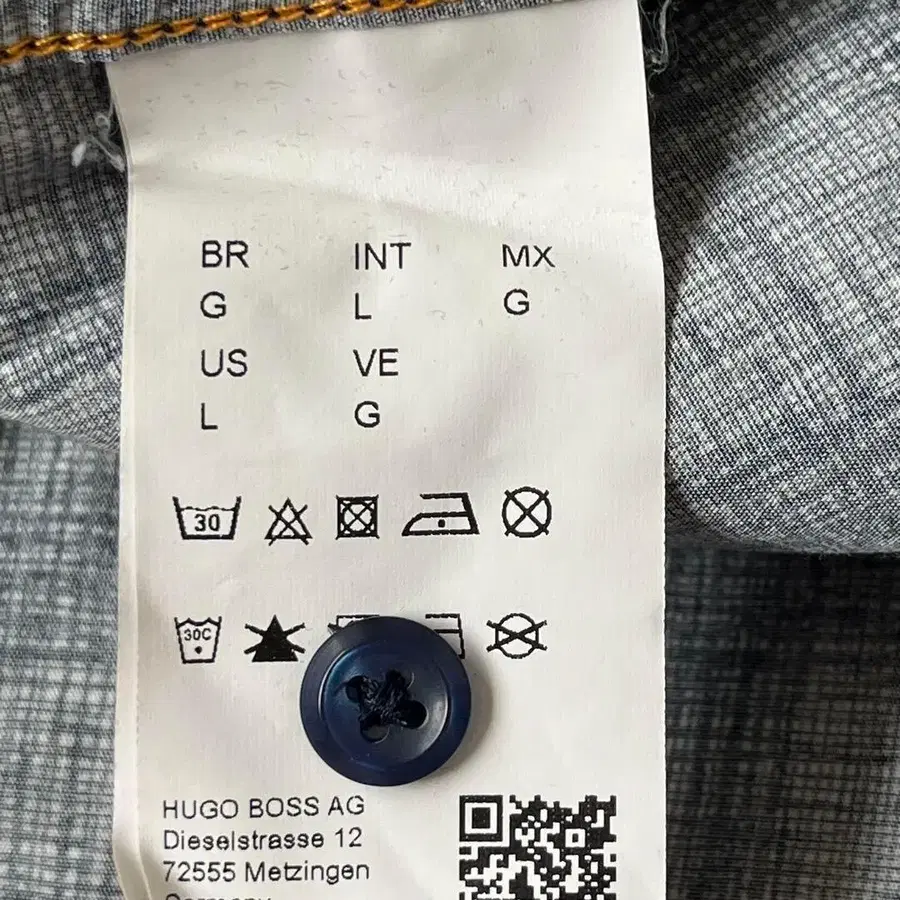 BR INT MX
G L G
US VE
L G
30
30C
HUGO BOSS AG
Dieselstrasse 12
72555 Metzingen